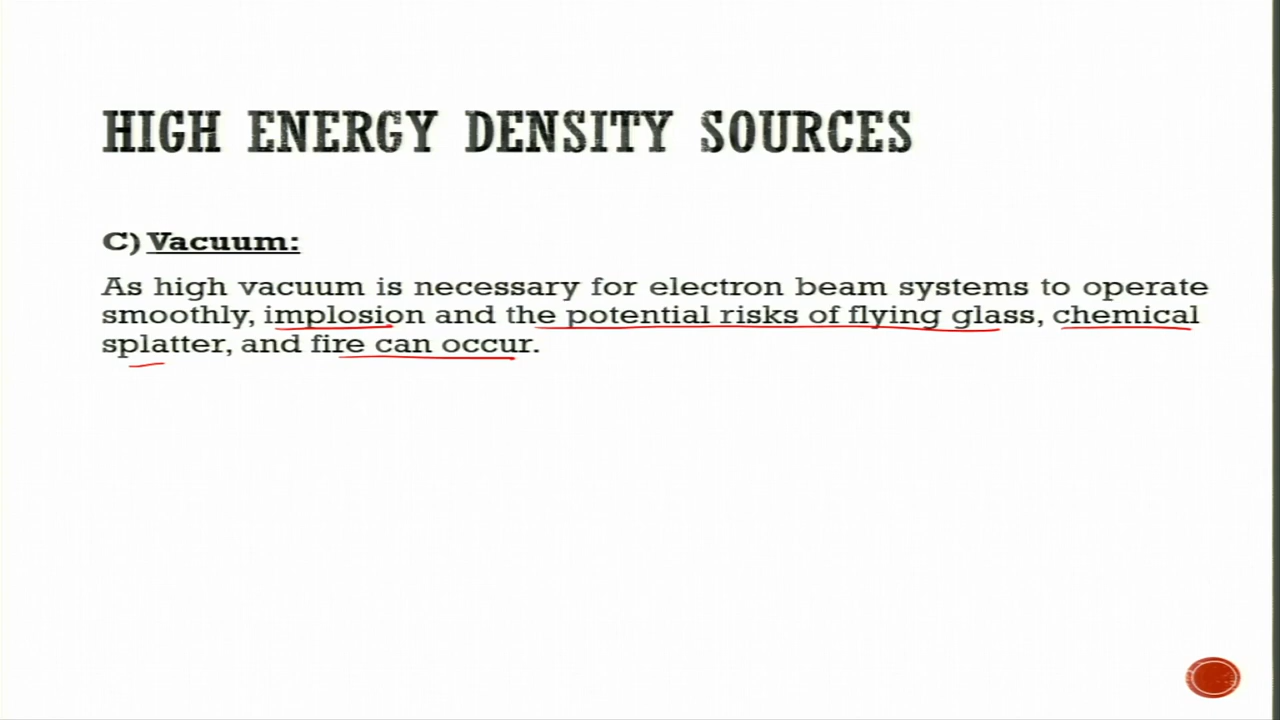 HIGH ENERGY DENSITY SOURCES
C) Vacuum:
As high vacuum is necessary for electron beam systems to operate
smoothly, implosion and the potential risks of flying glass, chemical
splatter, and fire can occur.